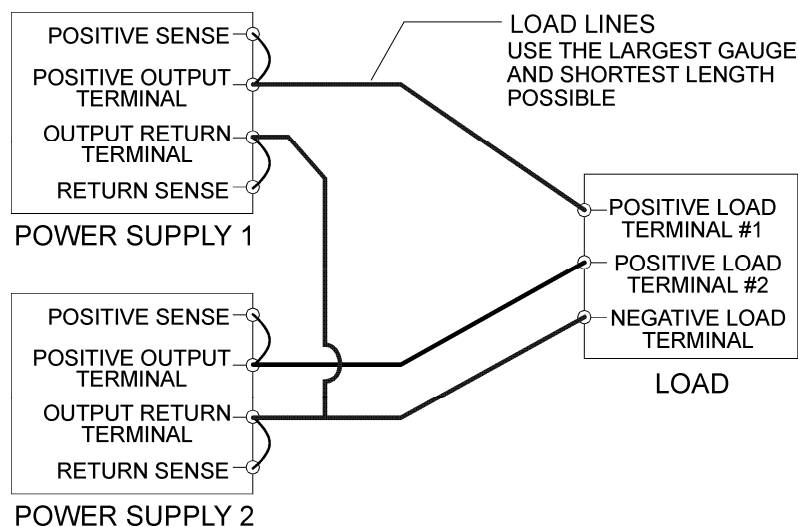 POSITIVE SENSE
POSITIVE OUTPUT
TERMINAL
OUTPUT RETURN
TERMINAL
RETURN SENSE
POWER SUPPLY 1
LOAD LINES
USE THE LARGEST GAUGE
AND SHORTEST LENGTH
POSSIBLE
POSITIVE LOAD
TERMINAL #1
POSITIVE LOAD
TERMINAL #2
NEGATIVE LOAD
TERMINAL
LOAD
POSITIVE SENSE
POSITIVE OUTPUT
TERMINAL
OUTPUT RETURN
TERMINAL
RETURN SENSE
POWER SUPPLY 2